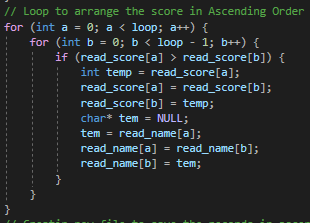 // Loop to arrange the score in Ascending Order
for (int a = 0; a < loop; a++) {
for (int b = 0; b < loop - 1; b++) {
if (read_score[a] > read_score[b]) {
int temp = read_score[a];
read_score[a] = read_score[b];
read_score[b] = temp;
char* tem = NULL;
tem = read_name[a];
read_name[a] = read_name[b];
read_name[b] = tem;
}
}
}